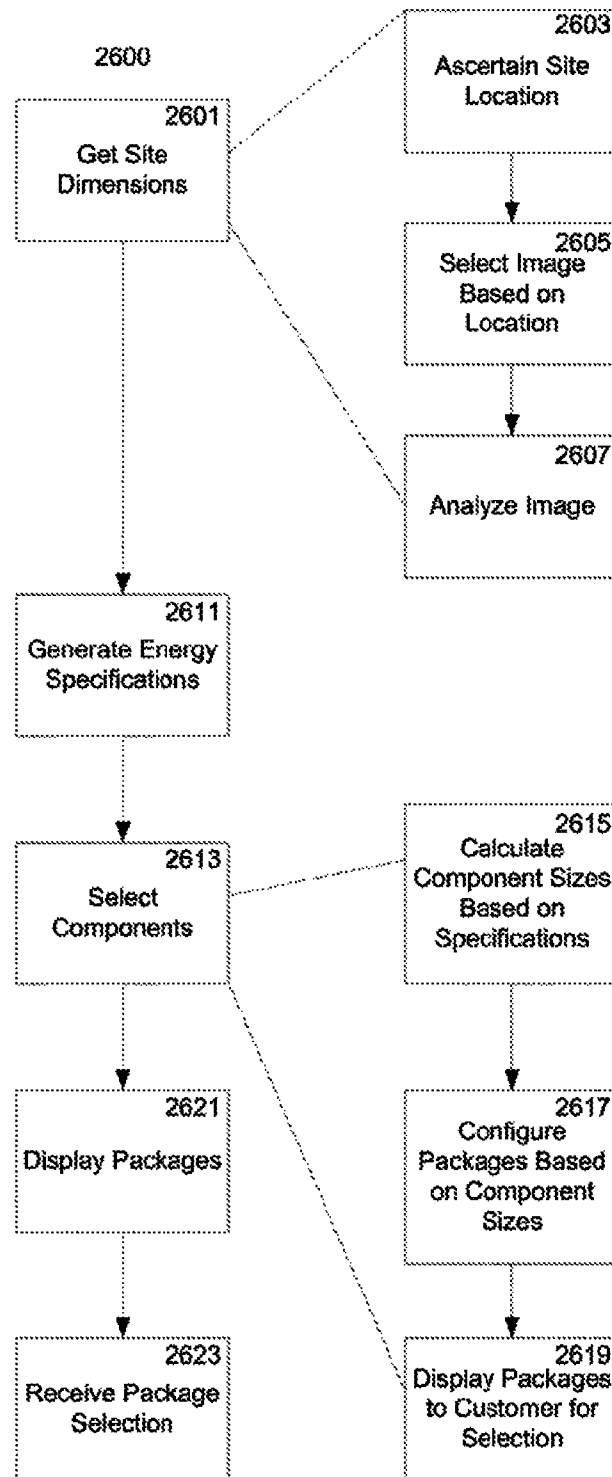 2600
2601
Get Site
Dimensions
2603
Ascertain Site
Location
2605
Select Image
Based on
Location
2607
Analyze Image
2611
Generate Energy
Specifications
2613
Select
Components
2615
Calculate
Component Sizes
Based on
Specifications
2617
Configure
Packages Based
on Component
Sizes
2619
Display Packages
to Customer for
Selection
2621
Display Packages
2623
Receive Package
Selection